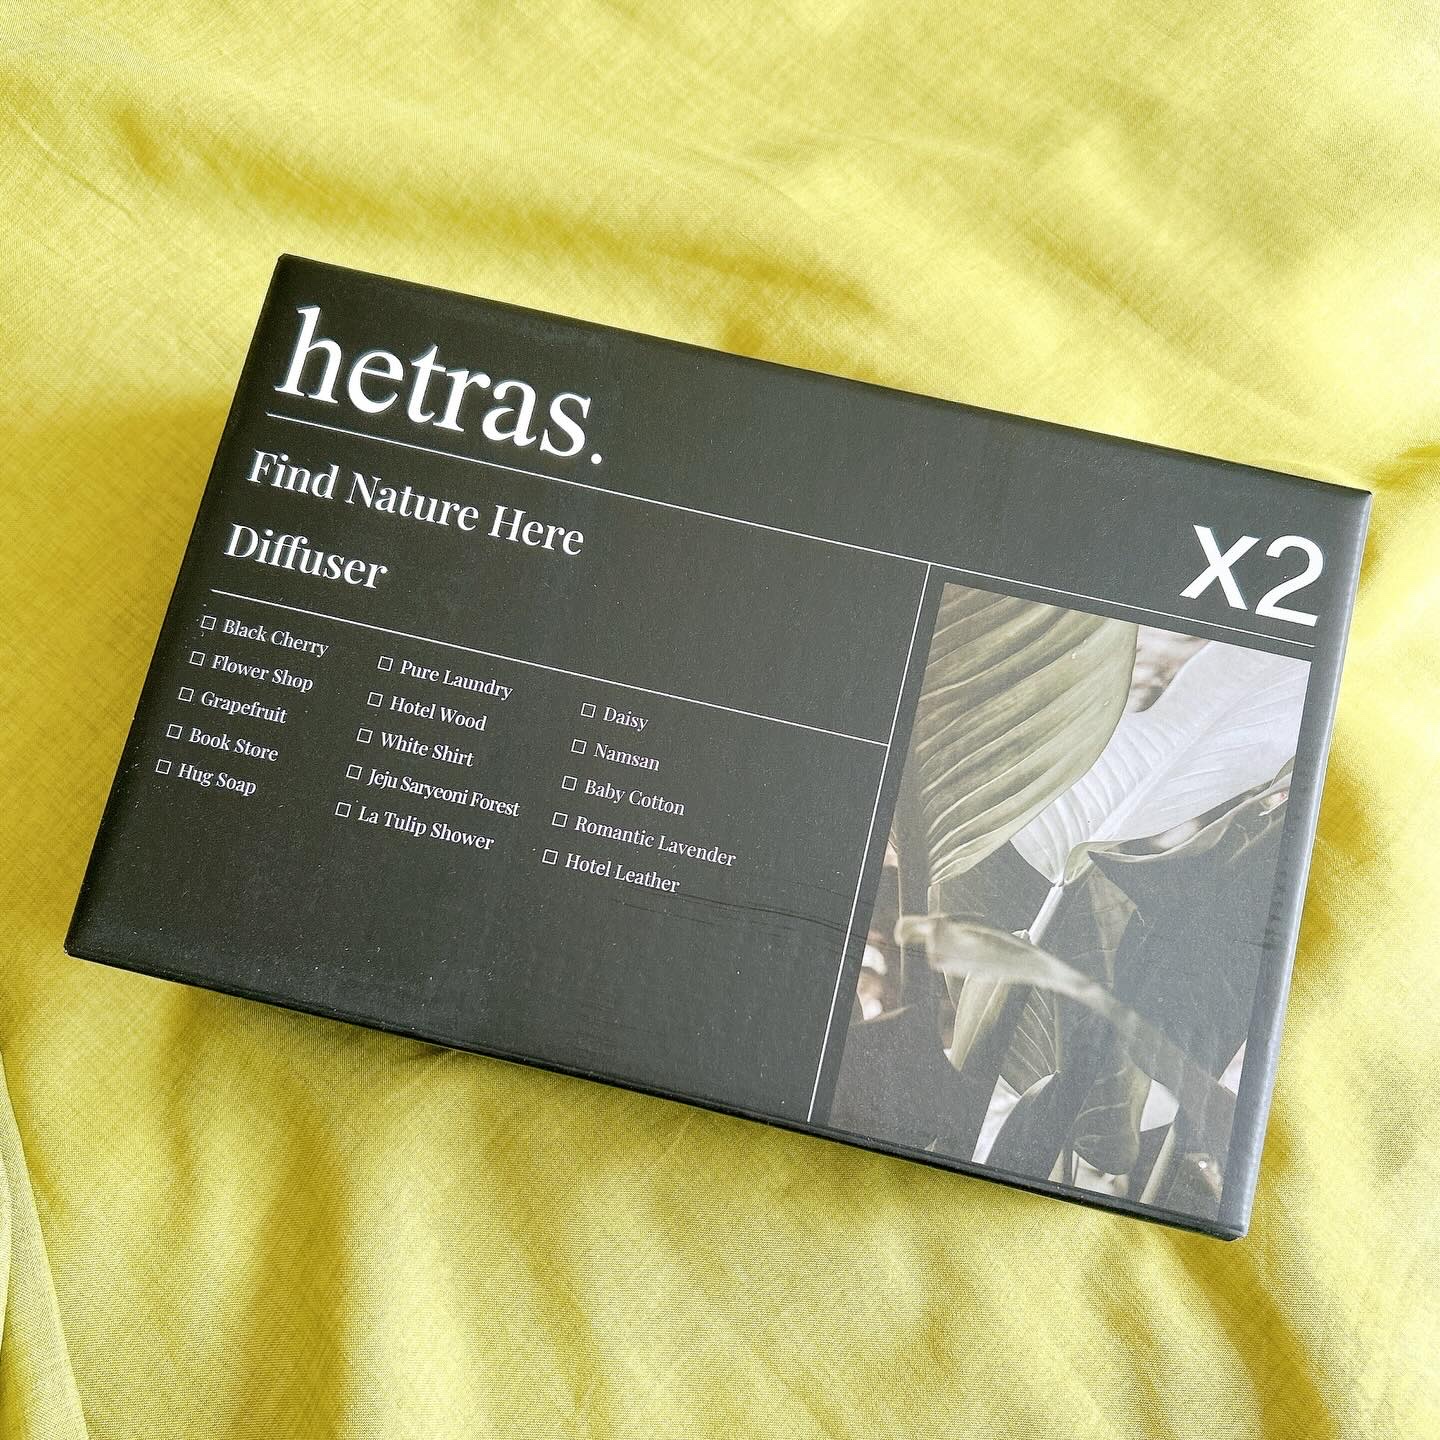 hetras.
x2
Find Nature Here
Diffuser
☐ Black Cherry
☐ Flower Shop
☐ Grapefruit
☐ Book Store
☐ Hug Soap
☐ Pure Laundry
☐ Hotel Wood
☐ White Shirt
☐ Jeju Saryeoni Forest
☐ La Tulip Shower
☐ Daisy
☐ Namsan
☐ Baby Cotton
☐ Romantic Lavender
☐ Hotel Leather